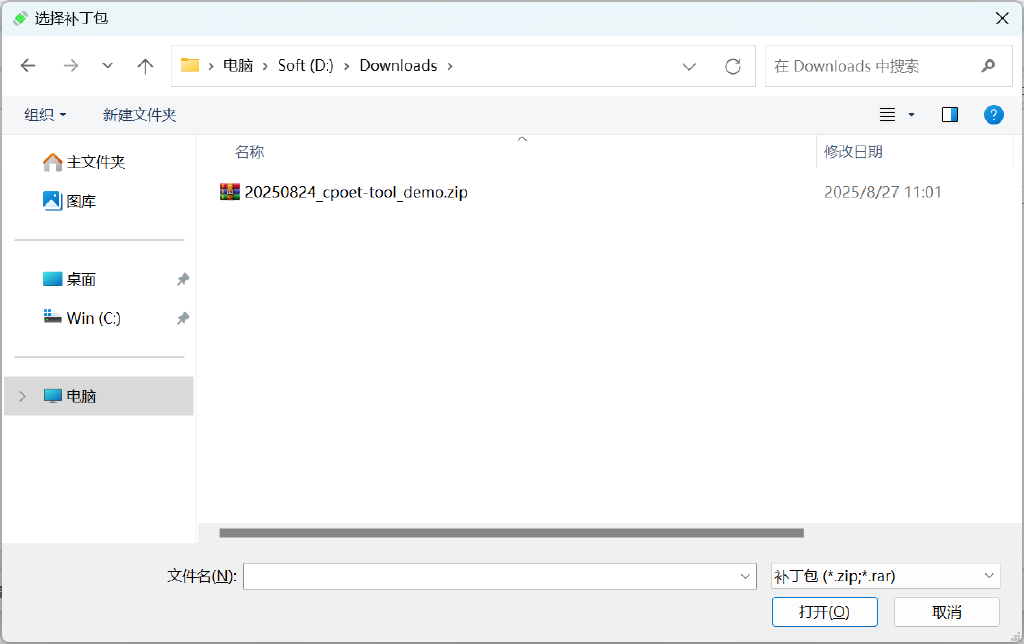 选择补丁包
电脑 Soft (D:) Downloads
在 Downloads 中搜索
组织 新建文件夹
主文件夹
图库
桌面
Win (C:)
电脑
名称 修改日期
20250824_cpoet-tool_demo.zip 2025/8/27 11:01
文件名(N): 补丁包 (*.zip;*.rar)
打开(O) 取消